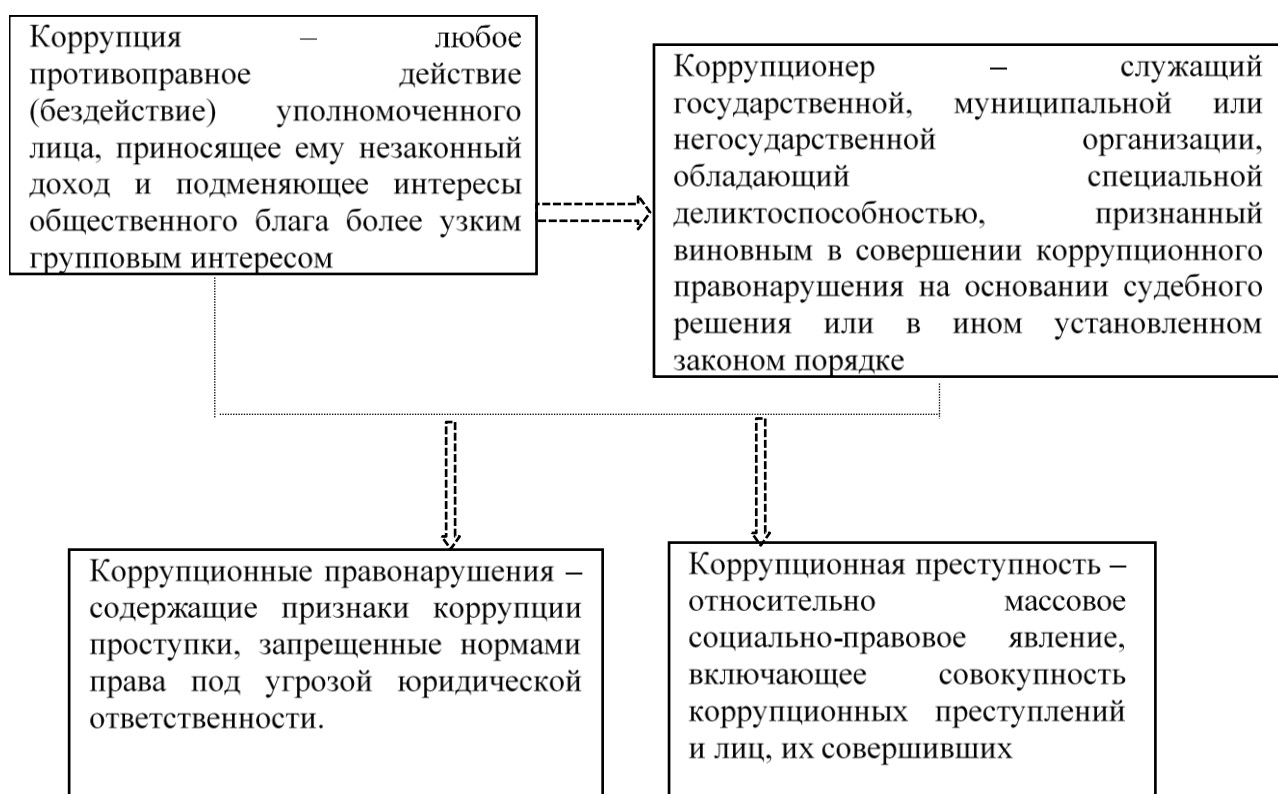 Коррупция – любое
противоправное действие
(бездействие) уполномоченного
лица, приносящее ему незаконный
доход и подменяющее интересы
общественного блага более узким
групповым интересом
Коррупционер – служащий
государственной, муниципальной или
негосударственной организации,
обладающий специальной
деликтоспособностью, признанный
виновным в совершении коррупционного
правонарушения на основании судебного
решения или в ином установленном
законом порядке
Коррупционные правонарушения –
содержащие признаки коррупции
проступки, запрещенные нормами
права под угрозой юридической
ответственности.
Коррупционная преступность –
относительно массовое
социально-правовое явление,
включающее совокупность
коррупционных преступлений
и лиц, их совершивших